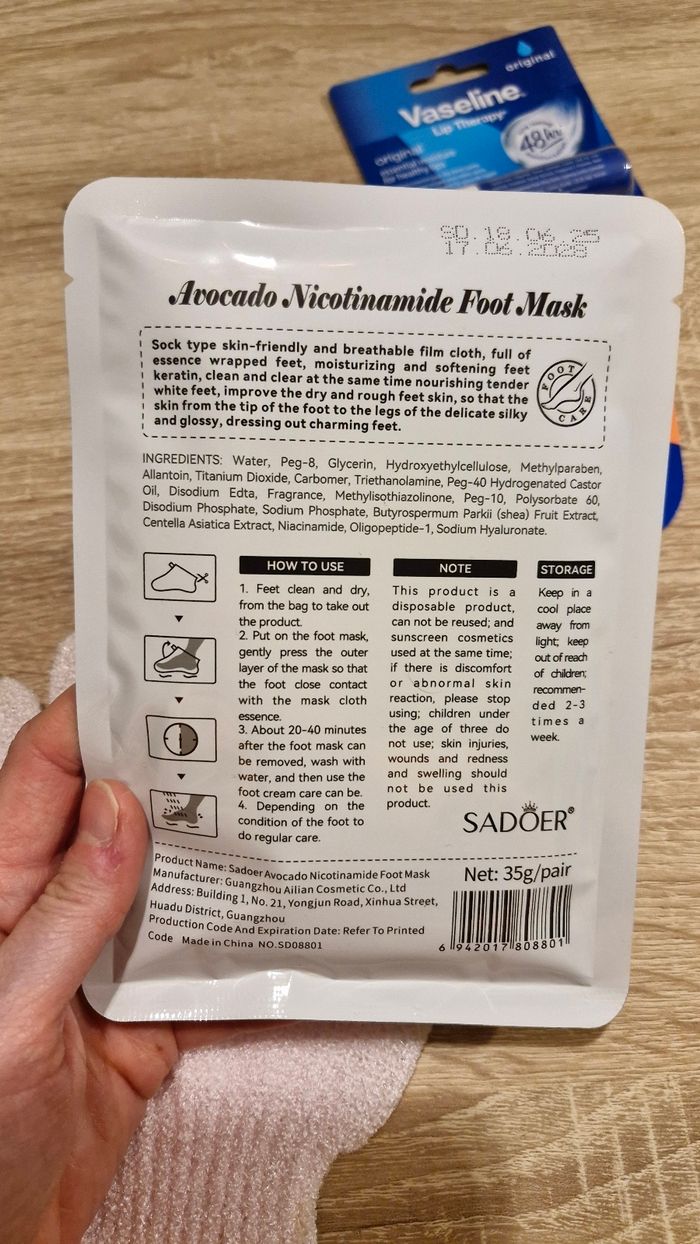 original
Vaseline
Lip Therapy
original
48hr
SD 18.06.25
17.06.2028
Avocado Nicotinamide Foot Mask
Sock type skin-friendly and breathable film cloth, full of
essence wrapped feet, moisturizing and softening feet
keratin, clean and clear at the same time nourishing tender
white feet, improve the dry and rough feet skin, so that the
skin from the tip of the foot to the legs of the delicate silky
and glossy, dressing out charming feet.
FOOT
CARE
INGREDIENTS: Water, Peg-8, Glycerin, Hydroxyethylcellulose, Methylparaben,
Allantoin, Titanium Dioxide, Carbomer, Triethanolamine, Peg-40 Hydrogenated Castor
Oil, Disodium Edta, Fragrance, Methylisothiazolinone, Peg-10, Polysorbate 60,
Disodium Phosphate, Sodium Phosphate, Butyrospermum Parkii (shea) Fruit Extract,
Centella Asiatica Extract, Niacinamide, Oligopeptide-1, Sodium Hyaluronate.
HOW TO USE
1. Feet clean and dry,
from the bag to take out
the product.
2. Put on the foot mask,
gently press the outer
layer of the mask so that
the foot close contact
with the mask cloth
essence.
3. About 20-40 minutes
after the foot mask can
be removed, wash with
water, and then use the
foot cream care can be.
4. Depending on the
condition of the foot to
do regular care.
NOTE
This product is a
disposable product,
can not be reused; and
sunscreen cosmetics
used at the same time;
if there is discomfort
or abnormal skin
reaction, please stop
using; children under
the age of three do
not use; skin injuries,
wounds and redness
and swelling should
not be used this
product.
STORAGE
Keep in a
cool place
away from
light; keep
out of reach
of children;
recommen-
ded 2-3
times a
week.
SADOER®
Product Name: Sadoer Avocado Nicotinamide Foot Mask
Manufacturer: Guangzhou Ailian Cosmetic Co., Ltd
Address: Building 1, No. 21, Yongjun Road, Xinhua Street,
Huadu District, Guangzhou
Production Code And Expiration Date: Refer To Printed
Code Made in China NO.SD08801
Net: 35g/pair
6 942017 808801